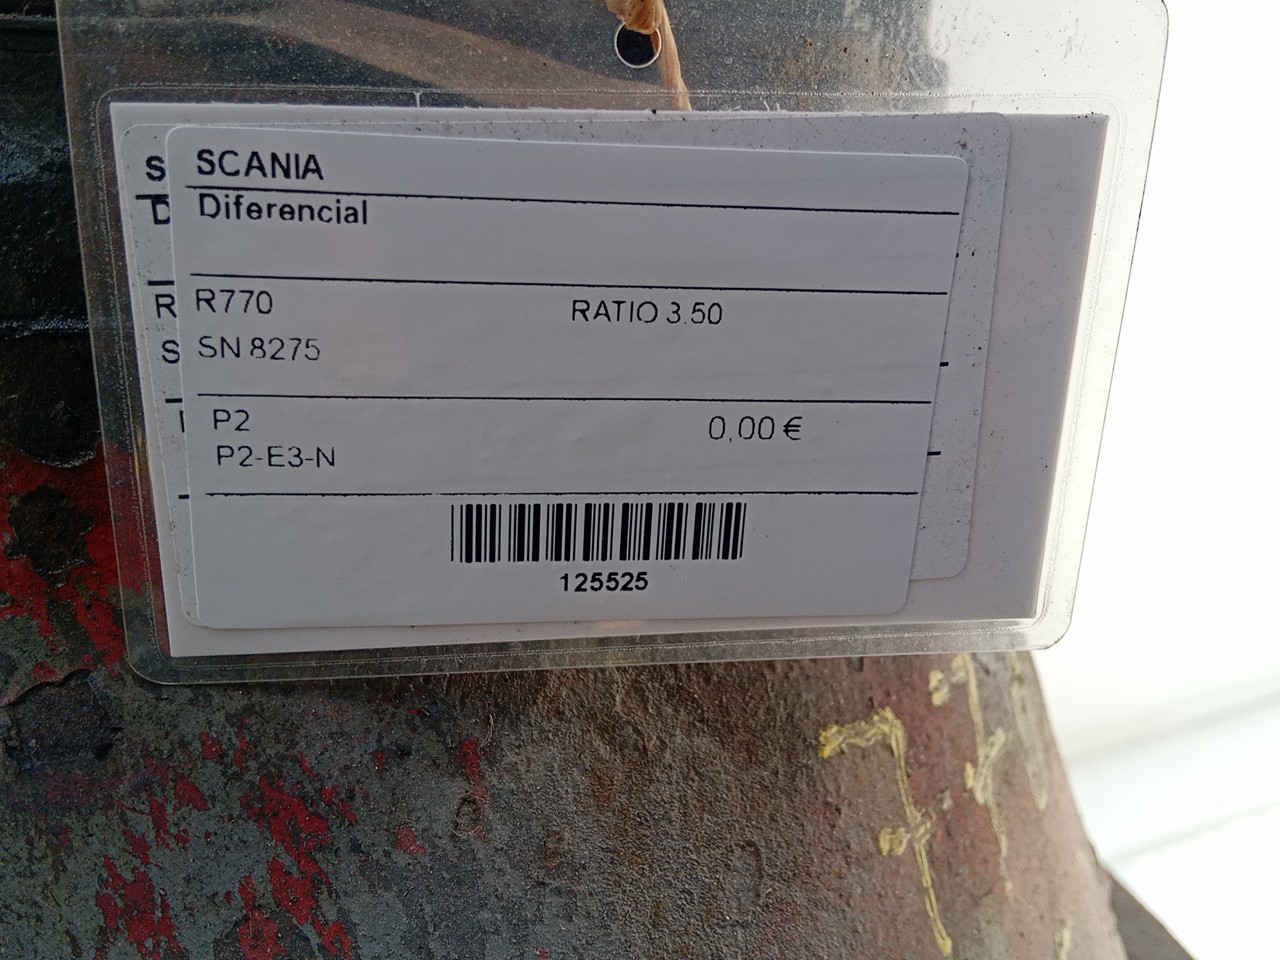 S SCANIA
D Diferencial
R R770 RATIO 3.50
S SN 8275
P2 0,00 €
P2-E3-N
125525